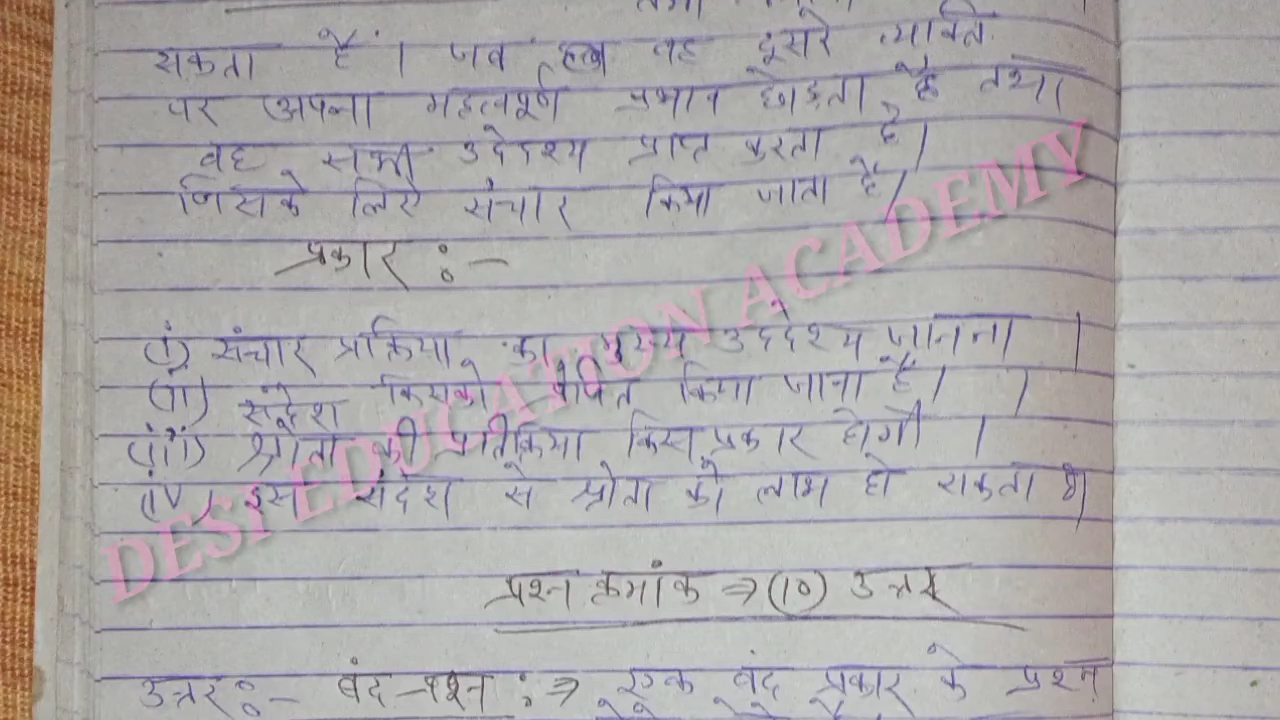 सकता है। जब वह दूसरे व्यक्ति
पर अपना महत्वपूर्ण प्रभाव छोड़ता है तथा
वह सभी उदेदश्य प्राप्त करता है।
जिसके लिए संचार किया जाता है।
प्रकार :-
(i) संचार प्रक्रिया का मुख्य उददेश्य जानना ।
(ii) संदेश किसको प्रेषित किया जाना है। ।
(iii) श्रोता की प्रतिक्रिया किस प्रकार होगी ।
(iv) इस संदेश से श्रोता को लाभ हो सकता है।
DESI EDUCATION ACADEMY
प्रश्न क्रमांक ⇒ (10) उत्तर
उत्तर :- बंद-प्रश्न :⇒ एक बंद प्रकार के प्रश्न